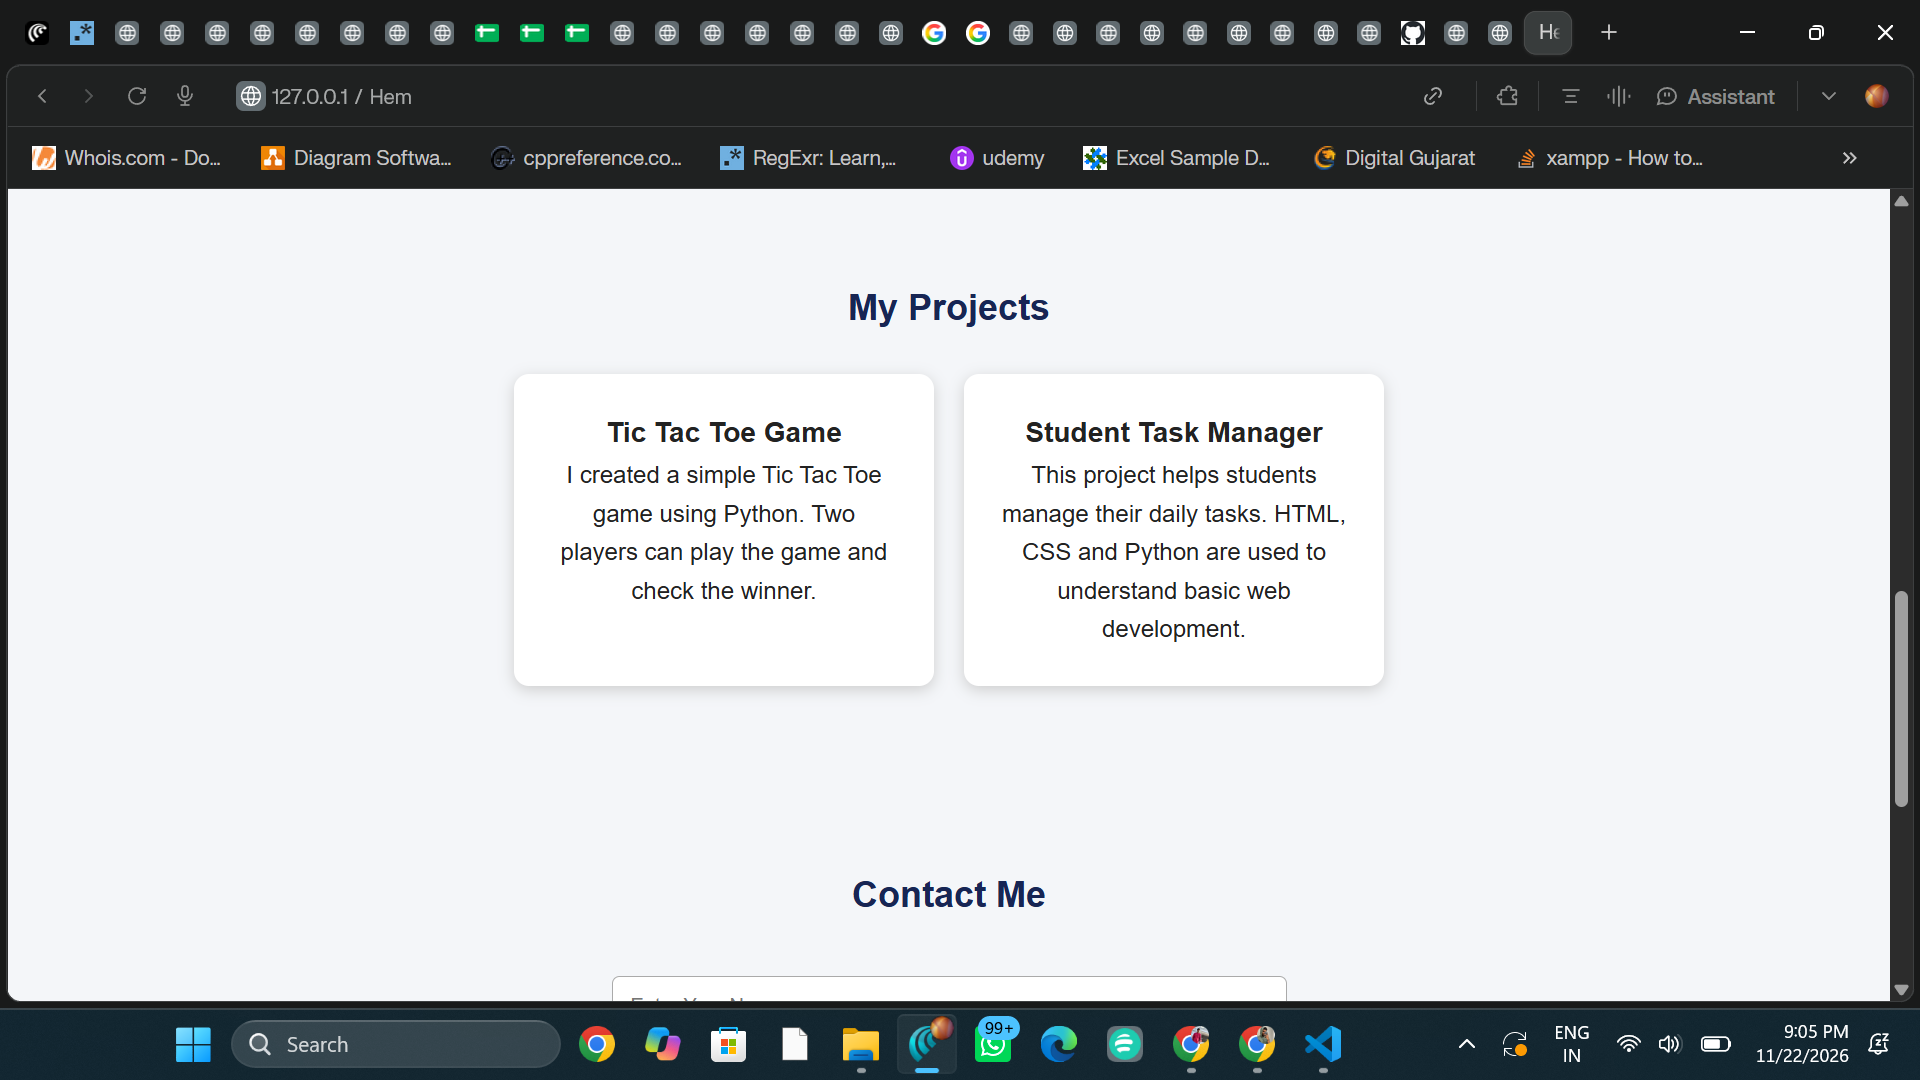 He
127.0.0.1 / Hem
Assistant
Whois.com - Do...
Diagram Softwa...
cppreference.co...
RegExr: Learn,...
udemy
Excel Sample D...
Digital Gujarat
xampp - How to...
My Projects
Tic Tac Toe Game
I created a simple Tic Tac Toe
game using Python. Two
players can play the game and
check the winner.
Student Task Manager
This project helps students
manage their daily tasks. HTML,
CSS and Python are used to
understand basic web
development.
Contact Me
Search
99+
ENG
IN
9:05 PM
11/22/2026